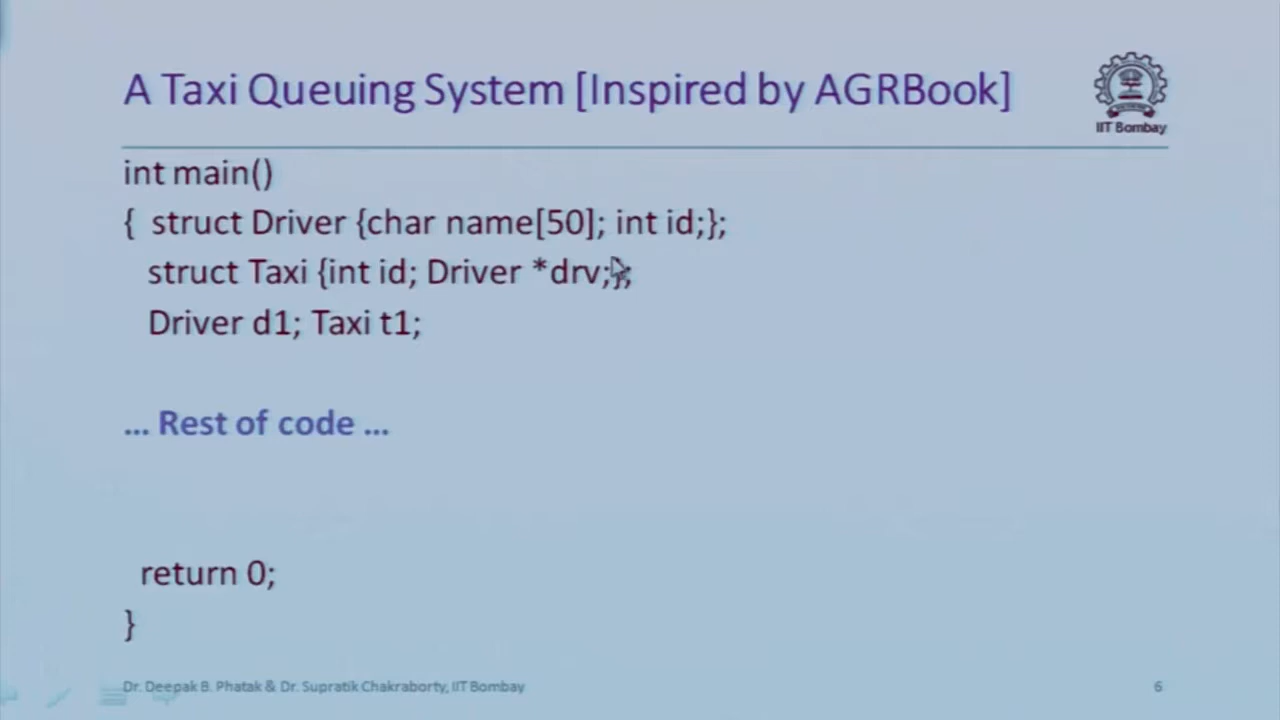 A Taxi Queuing System [Inspired by AGRBook]
IIT Bombay
int main()
{ struct Driver {char name[50]; int id;};
struct Taxi {int id; Driver *drv;};
Driver d1; Taxi t1;
... Rest of code ...
return 0;
}
Dr. Deepak B. Phatak & Dr. Supratik Chakraborty, IIT Bombay
6